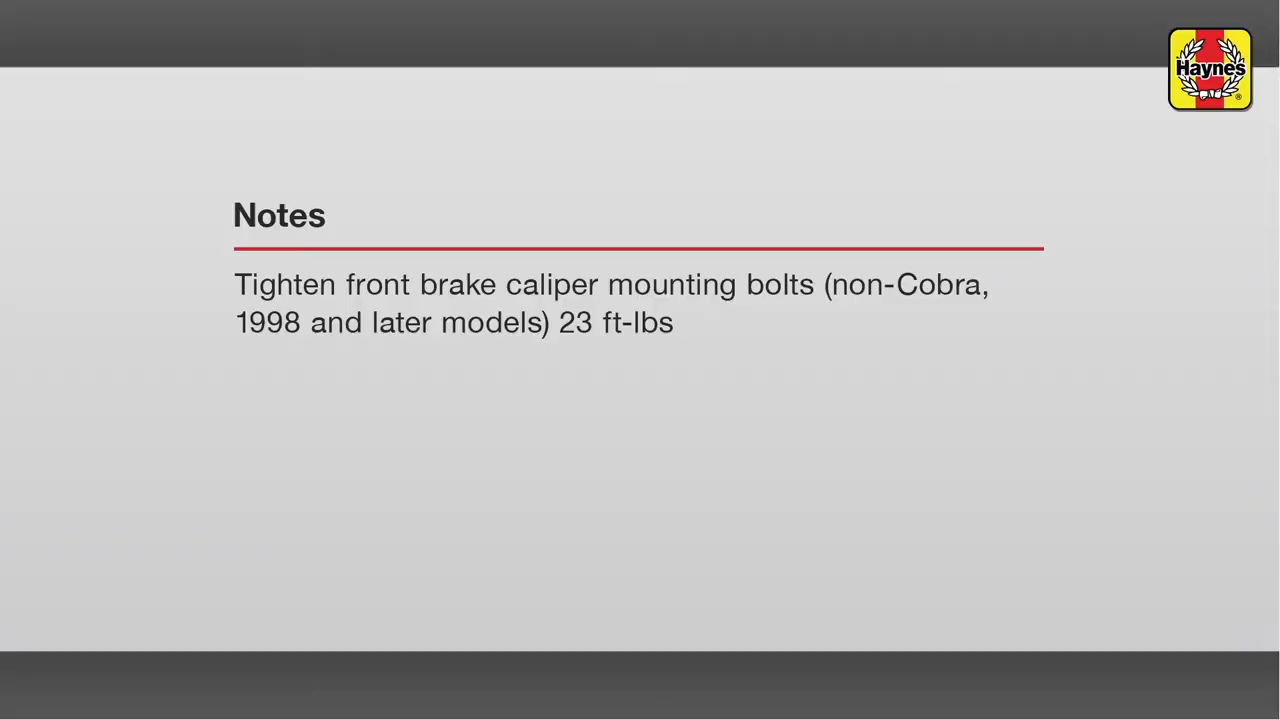 Haynes
Notes
Tighten front brake caliper mounting bolts (non-Cobra,
1998 and later models) 23 ft-lbs